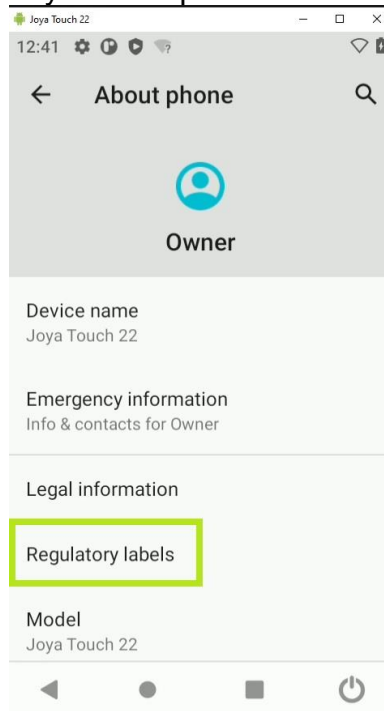 Joya Touch 22
12:41
About phone
Owner
Device name
Joya Touch 22
Emergency information
Info & contacts for Owner
Legal information
Regulatory labels
Model
Joya Touch 22